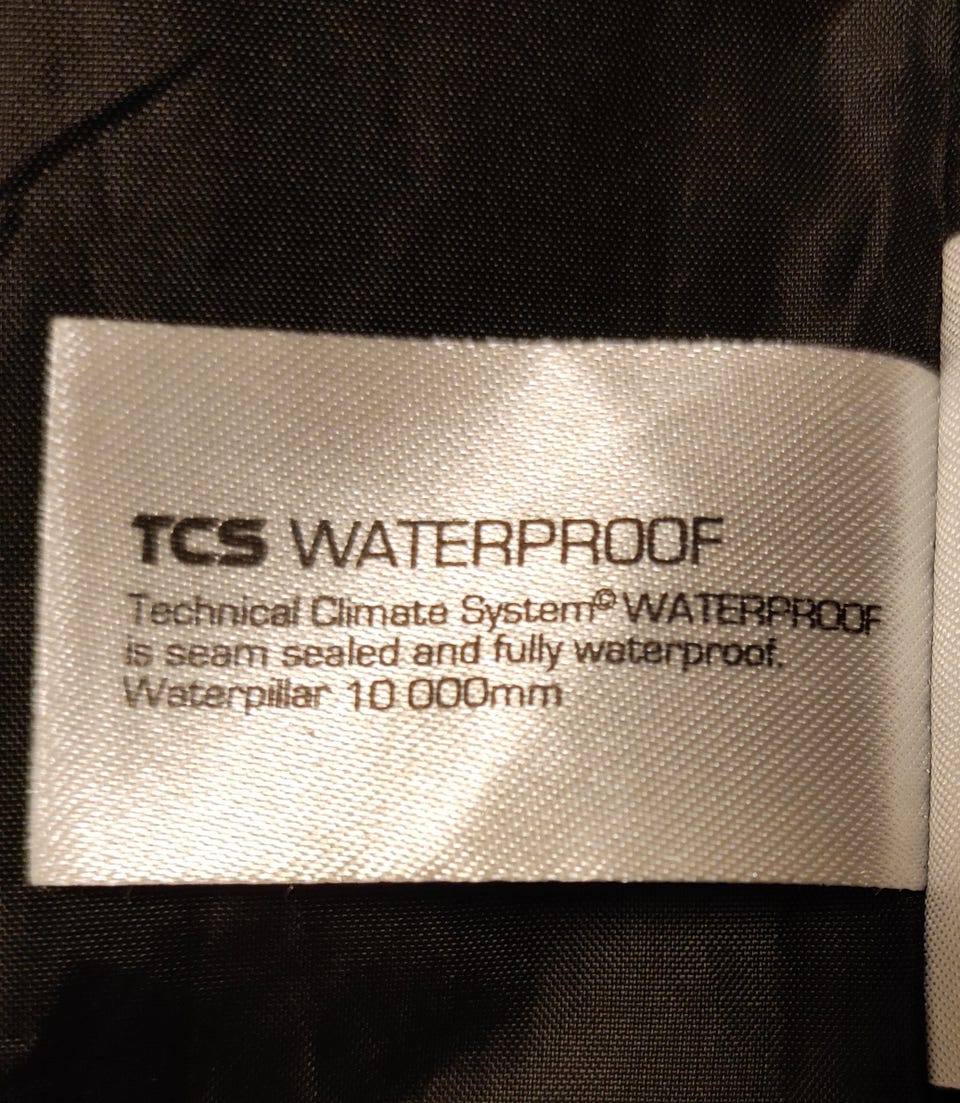 TCS WATERPROOF
Technical Climate System© WATERPROOF
is seam sealed and fully waterproof.
Waterpillar 10 000mm